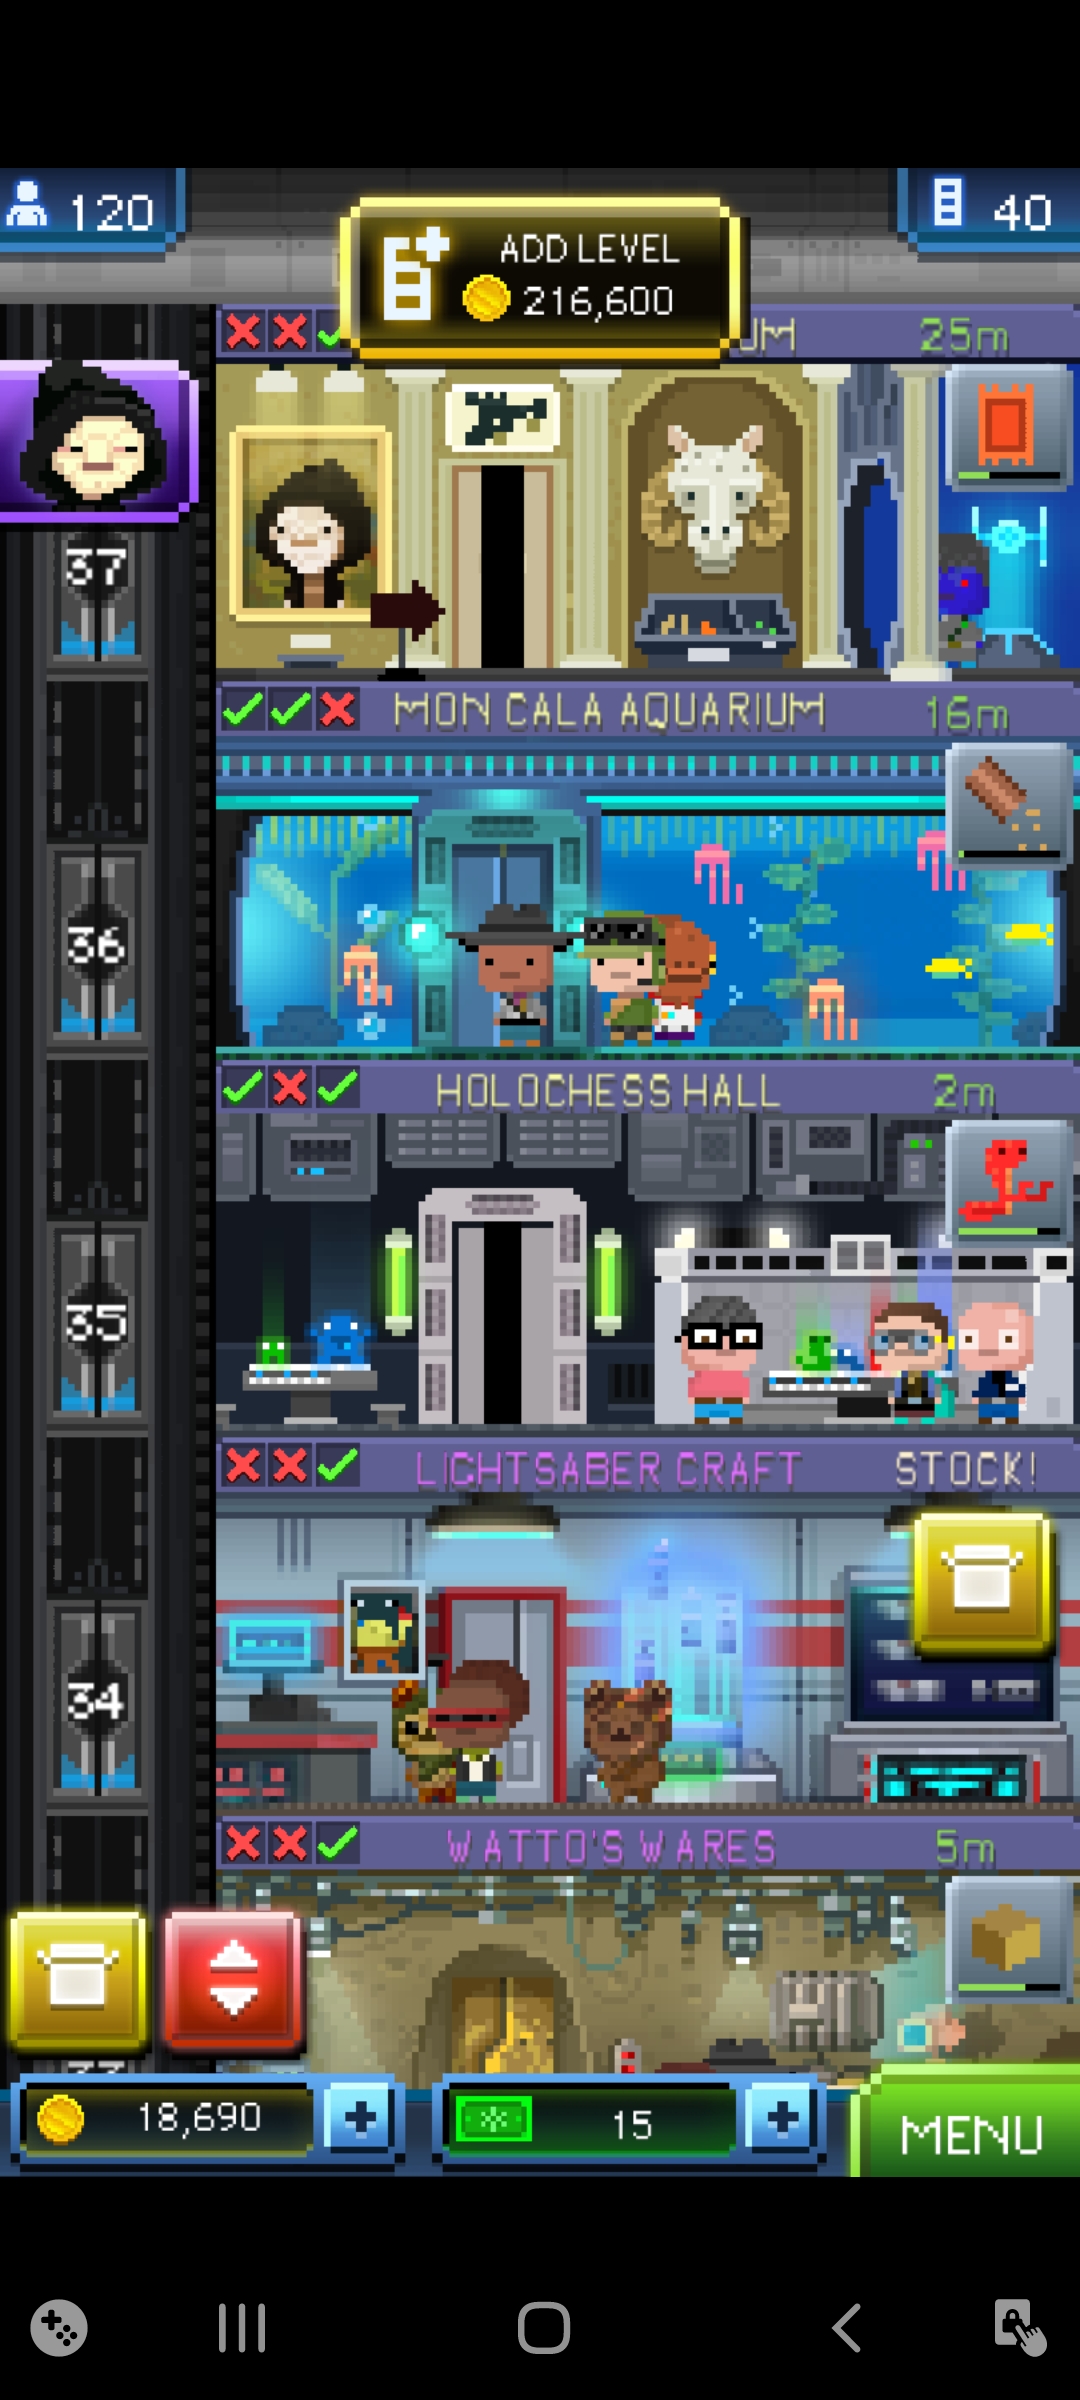 120
ADD LEVEL
216,600
40
UM 25m
37
MON CALA AQUARIUM 16m
36
HOLOCHESS HALL 2m
35
LIGHTSABER CRAFT STOCK!
34
WATTO'S WARES 5m
18,690
15
MENU